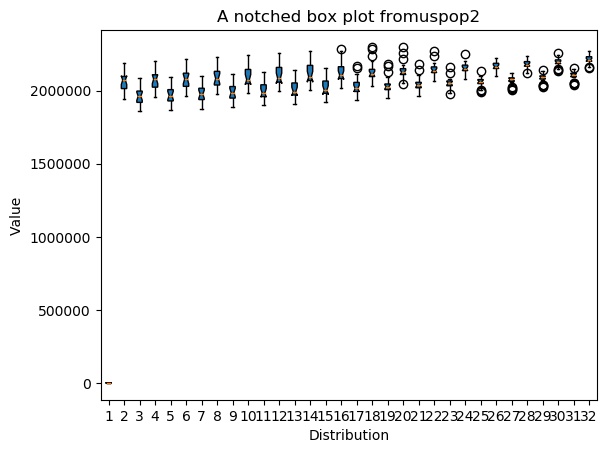 A notched box plot fromuspop2
Value
2000000
1500000
1000000
500000
0
1 2 3 4 5 6 7 8 9 10 11 12 13 14 15 16 17 18 19 20 21 22 23 24 25 26 27 28 29 30 31 32
Distribution